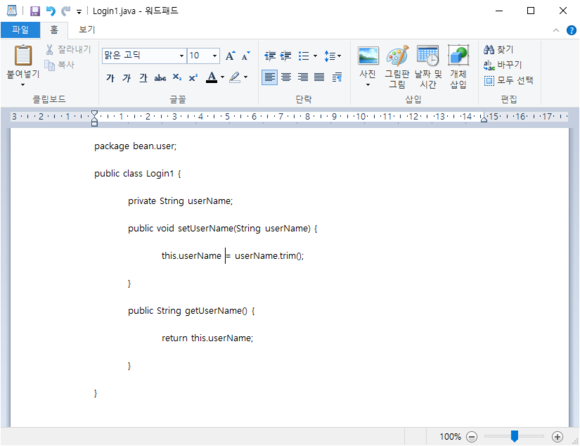 Login1.java - 워드패드
파일 홈 보기
붙여넣기 잘라내기 복사
클립보드
맑은 고딕 10 가 가
가 가 가 abc X₂ X² A
글꼴
단락
사진 그림판 그림 날짜 및 시간 개체 삽입
삽입
찾기
바꾸기
모두 선택
편집
3 2 1 1 2 3 4 5 6 7 8 9 10 11 12 13 14 15 16 17
package bean.user;
public class Login1 {
private String userName;
public void setUserName(String userName) {
this.userName = userName.trim();
}
public String getUserName() {
return this.userName;
}
}
100%